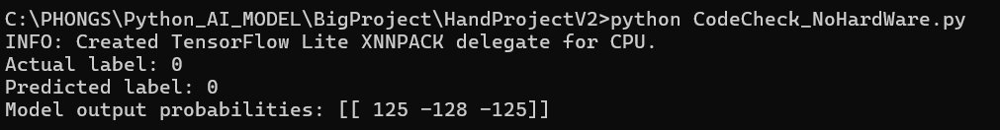 C:\PHONGS\Python_AI_MODEL\BigProject\HandProjectV2>python CodeCheck_NoHardWare.py
INFO: Created TensorFlow Lite XNNPACK delegate for CPU.
Actual label: 0
Predicted label: 0
Model output probabilities: [[ 125 -128 -125]]